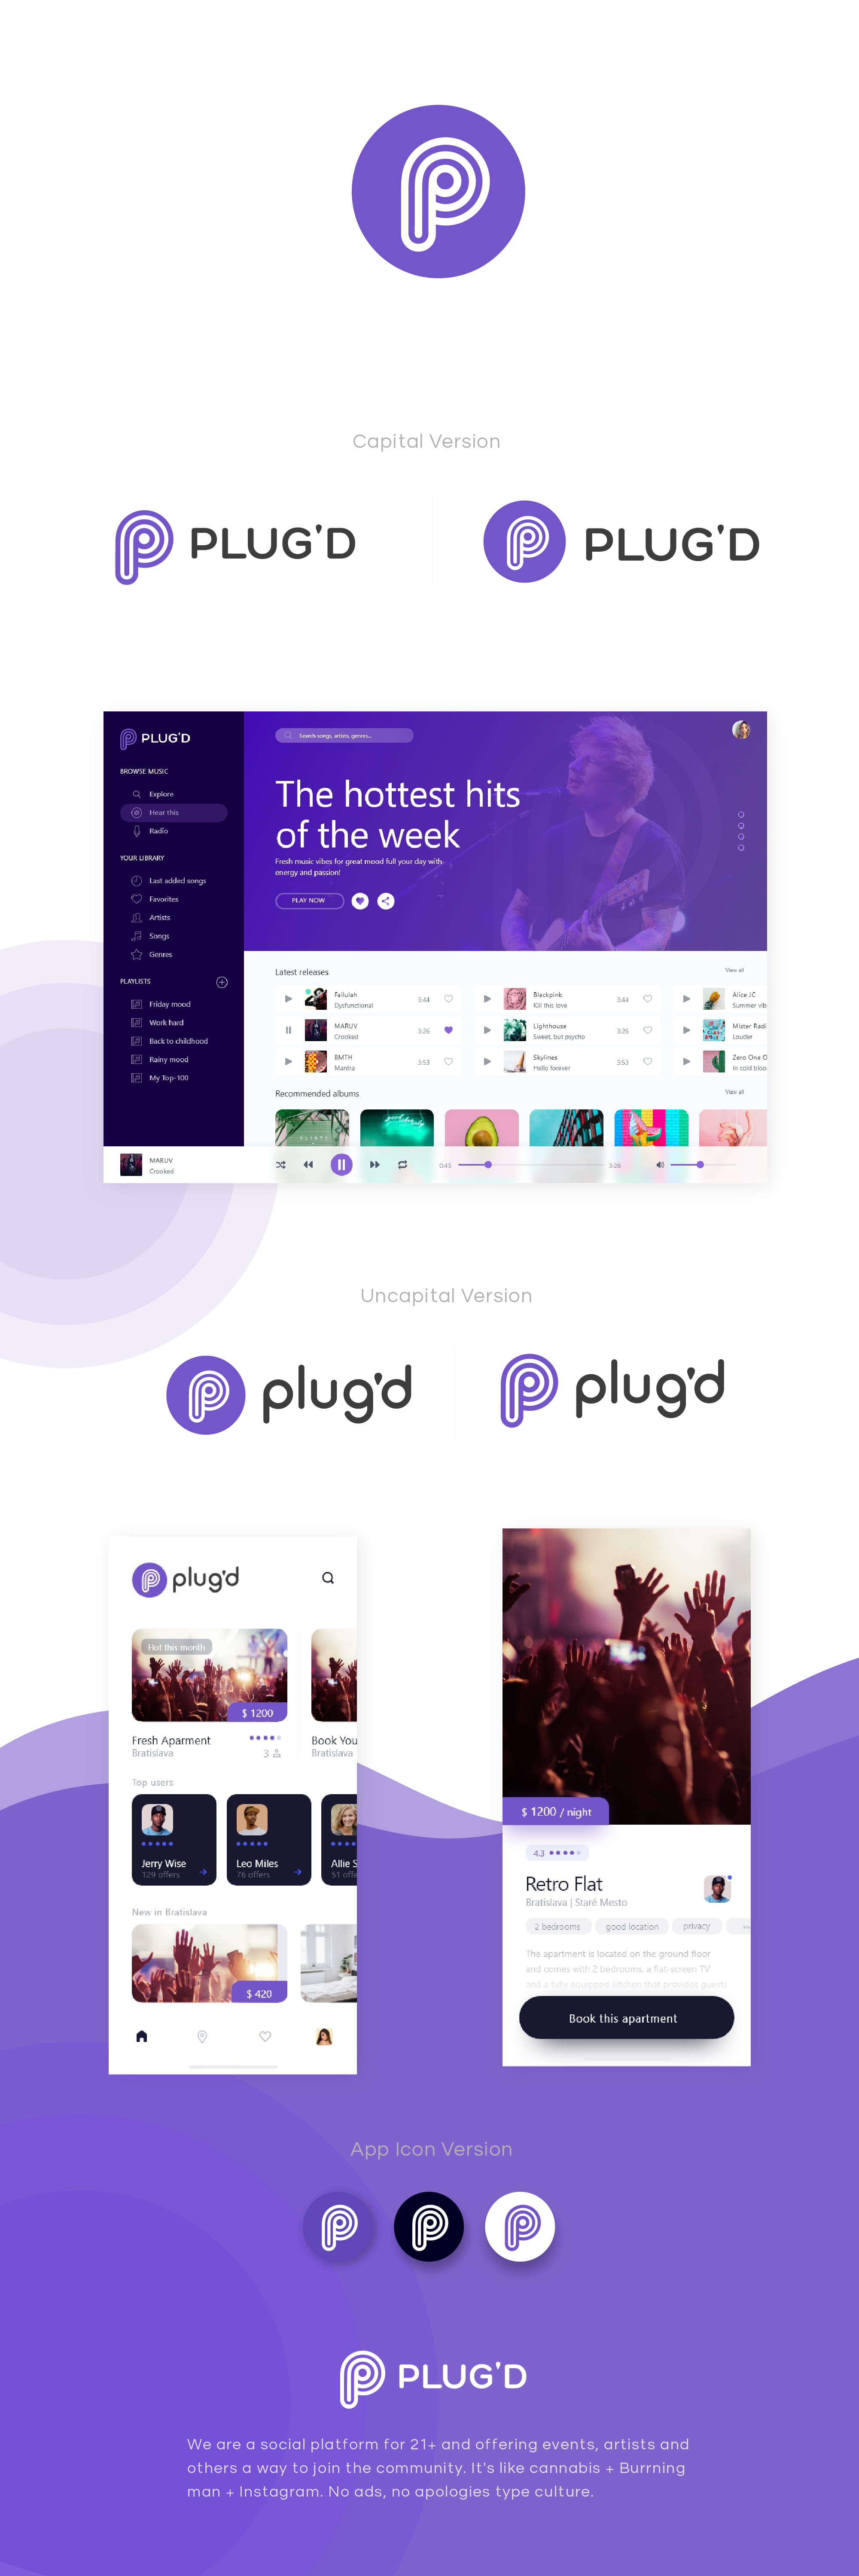 Capital Version
PLUG'D
PLUG'D
PLUG'D
BROWSE MUSIC
Explore
Hear this
Radio
YOUR LIBRARY
Last added songs
Favorites
Artists
Songs
Genres
PLAYLISTS
Friday mood
Work hard
Back to childhood
Rainy mood
My Top-100
Search songs, artists, genres...
The hottest hits
of the week
Fresh music vibes for great mood full your day with
energy and passion!
PLAY NOW
Latest releases
View all
Fallulah
Dysfunctional
3:44
MARUV
Crooked
3:26
BMTH
Mantra
3:53
Blackpink
Kill this love
3:44
Lighthouse
Sweet, but psycho
3:26
Skylines
Hello forever
3:53
Alice JC
Summer vib
Mister Radi
Louder
Zero One O
In cold bloo
Recommended albums
View all
MARUV
Crooked
0:45
3:26
Uncapital Version
plug'd
plug'd
plug'd
Hot this month
$ 1200
Fresh Aparment
Bratislava
3
Book You
Bratislava
Top users
Jerry Wise
129 offers
Leo Miles
76 offers
Allie S
51 offe
New in Bratislava
$ 420
$ 1200 / night
4.3
Retro Flat
Bratislava | Staré Mesto
2 bedrooms
good location
privacy
The apartment is located on the ground floor
and comes with 2 bedrooms, a flat-screen TV
and a fully equipped kitchen that provides guests
Book this apartment
App Icon Version
PLUG'D
We are a social platform for 21+ and offering events, artists and
others a way to join the community. It's like cannabis + Burrning
man + Instagram. No ads, no apologies type culture.